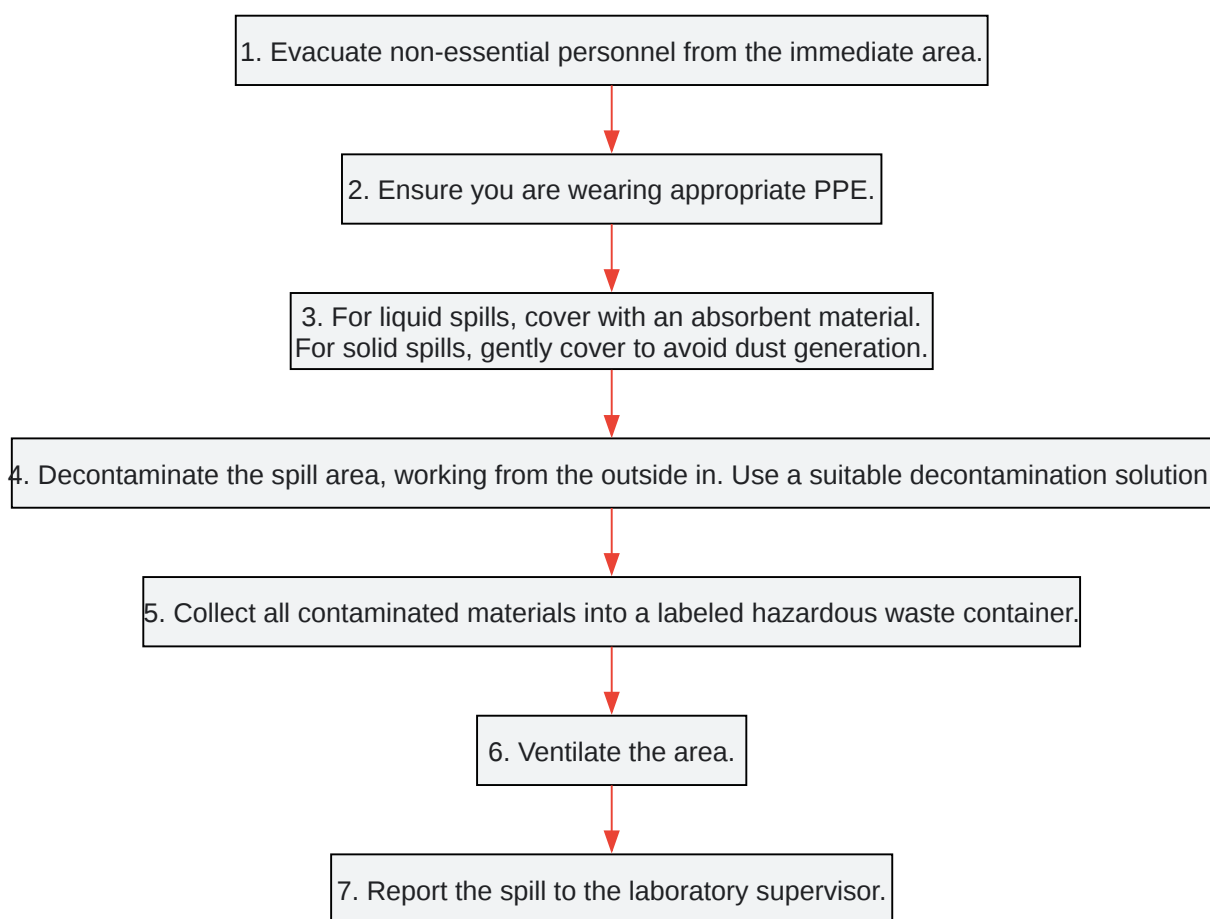 1. Evacuate non-essential personnel from the immediate area.
2. Ensure you are wearing appropriate PPE.
3. For liquid spills, cover with an absorbent material.
For solid spills, gently cover to avoid dust generation.
4. Decontaminate the spill area, working from the outside in. Use a suitable decontamination solution
5. Collect all contaminated materials into a labeled hazardous waste container.
6. Ventilate the area.
7. Report the spill to the laboratory supervisor.